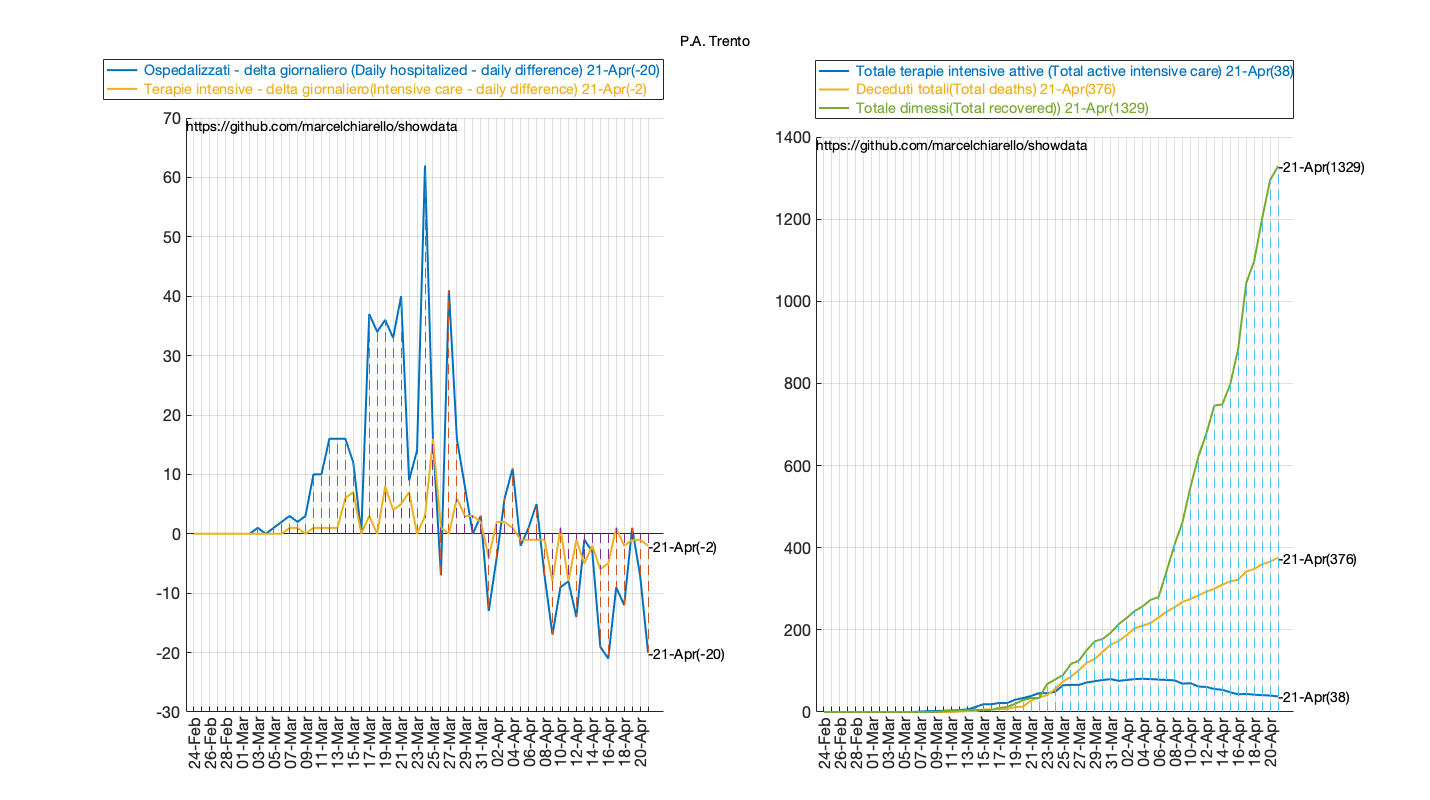 P.A. Trento
Ospedalizzati - delta giornaliero (Daily hospitalized - daily difference) 21-Apr(-20)
Terapie intensive - delta giornaliero(Intensive care - daily difference) 21-Apr(-2)
https://github.com/marcelchiarello/showdata
70
60
50
40
30
20
10
0
-10
-20
-30
-21-Apr(-2)
-21-Apr(-20)
24-Feb
26-Feb
28-Feb
01-Mar
03-Mar
05-Mar
07-Mar
09-Mar
11-Mar
13-Mar
15-Mar
17-Mar
19-Mar
21-Mar
23-Mar
25-Mar
27-Mar
29-Mar
31-Mar
02-Apr
04-Apr
06-Apr
08-Apr
10-Apr
12-Apr
14-Apr
16-Apr
18-Apr
20-Apr
Totale terapie intensive attive (Total active intensive care) 21-Apr(38)
Deceduti totali(Total deaths) 21-Apr(376)
Totale dimessi(Total recovered)) 21-Apr(1329)
https://github.com/marcelchiarello/showdata
1400
1200
1000
800
600
400
200
0
-21-Apr(1329)
-21-Apr(376)
-21-Apr(38)
24-Feb
26-Feb
28-Feb
01-Mar
03-Mar
05-Mar
07-Mar
09-Mar
11-Mar
13-Mar
15-Mar
17-Mar
19-Mar
21-Mar
23-Mar
25-Mar
27-Mar
29-Mar
31-Mar
02-Apr
04-Apr
06-Apr
08-Apr
10-Apr
12-Apr
14-Apr
16-Apr
18-Apr
20-Apr